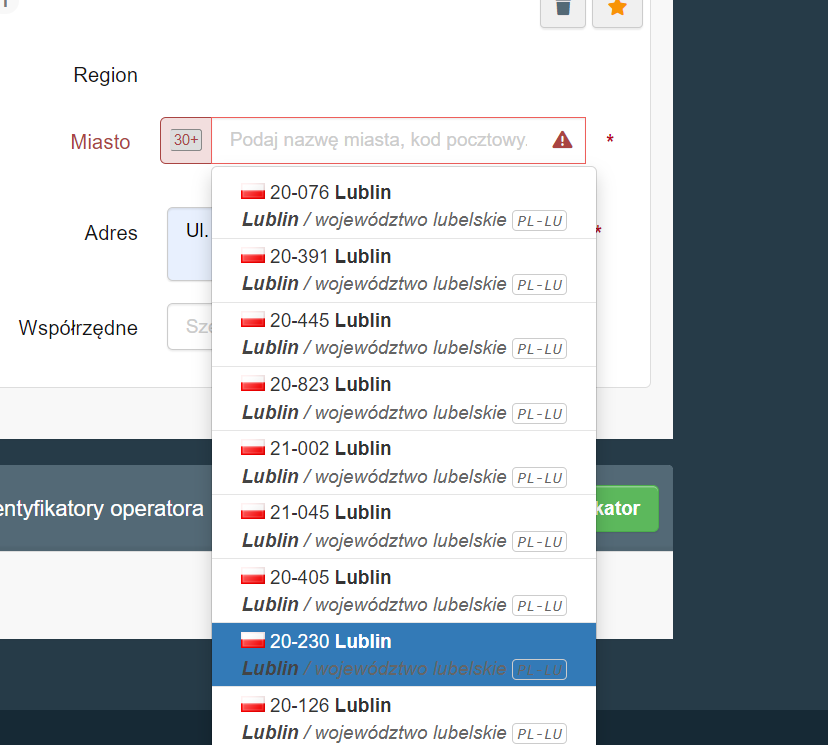 Region
Miasto
30+
Podaj nazwę miasta, kod pocztowy.
*
20-076 Lublin
Lublin / województwo lubelskie PL-LU
Adres
Ul.
*
20-391 Lublin
Lublin / województwo lubelskie PL-LU
20-445 Lublin
Lublin / województwo lubelskie PL-LU
Współrzędne
20-823 Lublin
Lublin / województwo lubelskie PL-LU
21-002 Lublin
Lublin / województwo lubelskie PL-LU
operatora
21-045 Lublin
Lublin / województwo lubelskie PL-LU
20-405 Lublin
Lublin / województwo lubelskie PL-LU
20-230 Lublin
Lublin / województwo lubelskie PL-LU
20-126 Lublin
Lublin / województwo lubelskie PL-LU